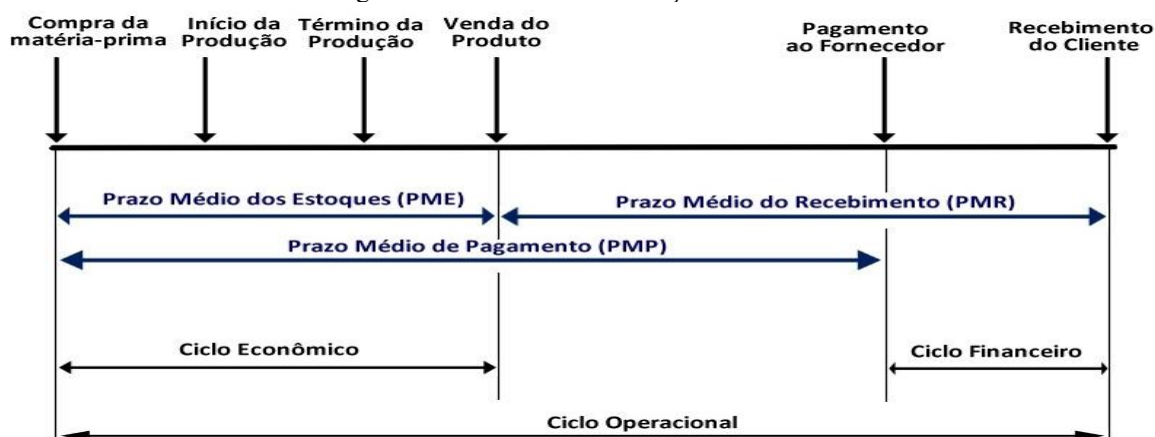 Compra da
matéria-prima
Início da
Produção
Término da
Produção
Venda do
Produto
Pagamento
ao Fornecedor
Recebimento
do Cliente
Prazo Médio dos Estoques (PME)
Prazo Médio do Recebimento (PMR)
Prazo Médio de Pagamento (PMP)
Ciclo Econômico
Ciclo Financeiro
Ciclo Operacional